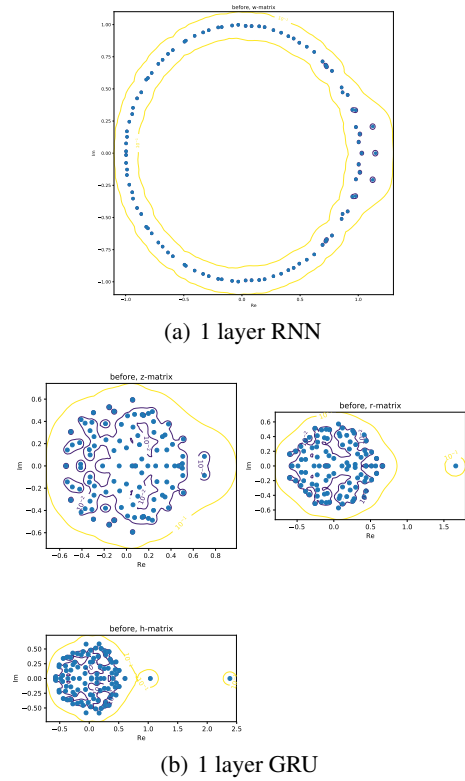 before, w-matrix
1.00
0.75
0.50
0.25
0.00
−0.25
−0.50
−0.75
−1.00
Im
−1.0 −0.5 0.0 0.5 1.0
Re
(a) 1 layer RNN
before, z-matrix
0.6
0.4
0.2
0.0
−0.2
−0.4
−0.6
Im
−0.6 −0.4 −0.2 0.0 0.2 0.4 0.6 0.8
Re
before, r-matrix
0.6
0.4
0.2
0.0
−0.2
−0.4
−0.6
Im
−0.5 0.0 0.5 1.0 1.5
Re
before, h-matrix
0.50
0.25
0.00
−0.25
−0.50
Im
−0.5 0.0 0.5 1.0 1.5 2.0 2.5
Re
(b) 1 layer GRU